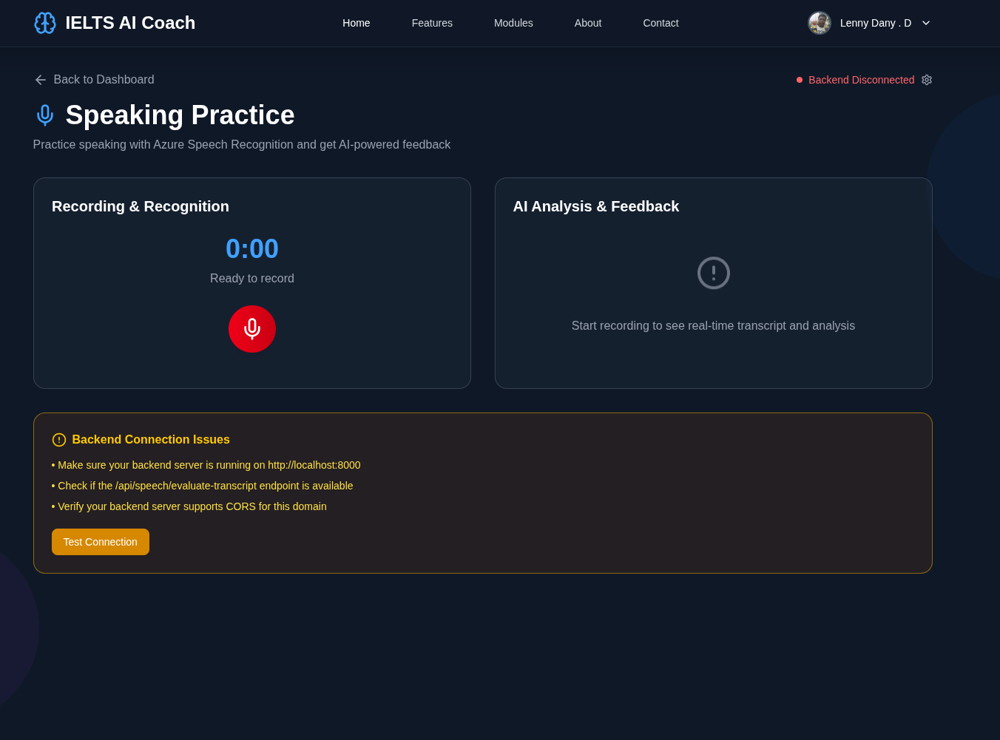 IELTS AI Coach
Home
Features
Modules
About
Contact
Lenny Dany . D
Back to Dashboard
Backend Disconnected
Speaking Practice
Practice speaking with Azure Speech Recognition and get AI-powered feedback
Recording & Recognition
0:00
Ready to record
AI Analysis & Feedback
Start recording to see real-time transcript and analysis
Backend Connection Issues
• Make sure your backend server is running on http://localhost:8000
• Check if the /api/speech/evaluate-transcript endpoint is available
• Verify your backend server supports CORS for this domain
Test Connection